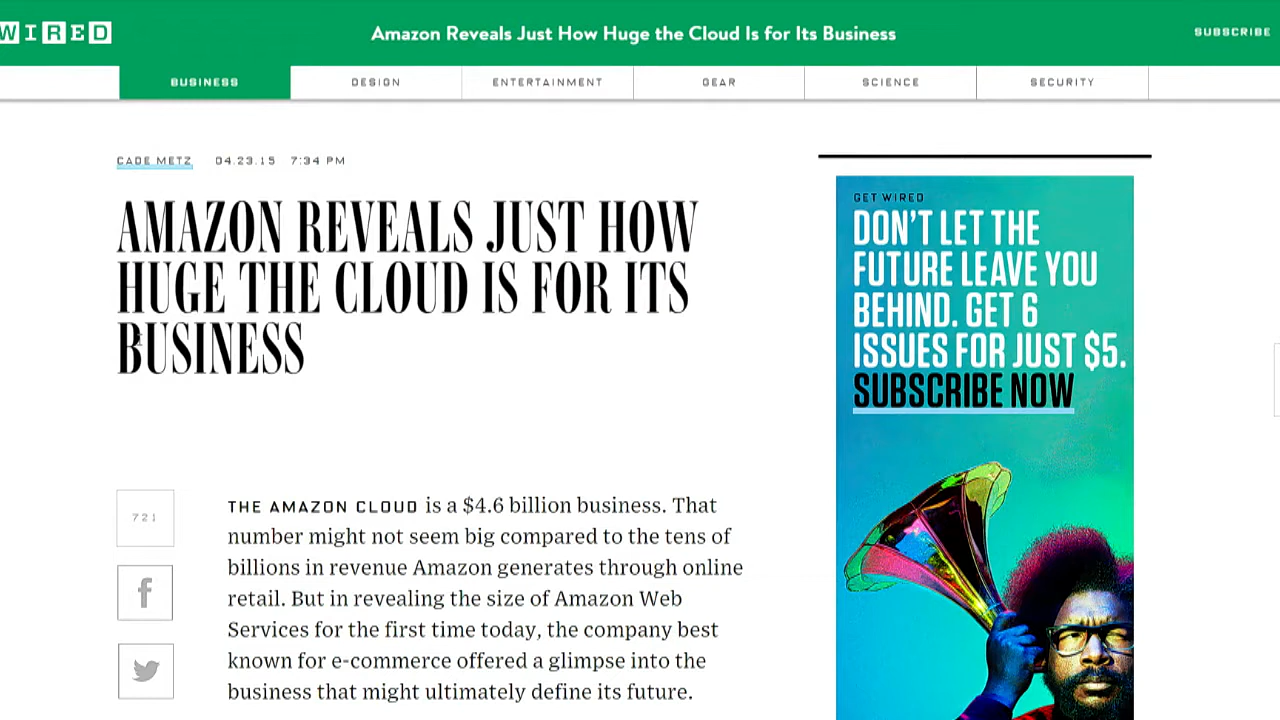 WIRED
Amazon Reveals Just How Huge the Cloud Is for Its Business
SUBSCRIBE
BUSINESS
DESIGN
ENTERTAINMENT
GEAR
SCIENCE
SECURITY
CADE METZ 04.23.15 7:34 PM
AMAZON REVEALS JUST HOW
HUGE THE CLOUD IS FOR ITS
BUSINESS
721
THE AMAZON CLOUD is a $4.6 billion business. That
number might not seem big compared to the tens of
billions in revenue Amazon generates through online
retail. But in revealing the size of Amazon Web
Services for the first time today, the company best
known for e-commerce offered a glimpse into the
business that might ultimately define its future.
GET WIRED
DON'T LET THE
FUTURE LEAVE YOU
BEHIND. GET 6
ISSUES FOR JUST $5.
SUBSCRIBE NOW